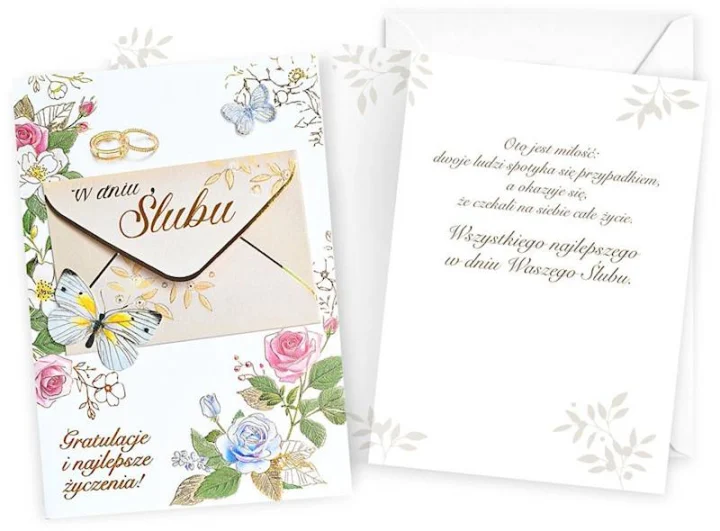 W dniu
Ślubu
Gratulacje
i najlepsze
życzenia!
Oto jest miłość:
dwoje ludzi spotyka się przypadkiem,
a okazuje się,
że czekali na siebie całe życie.
Wszystkiego najlepszego
w dniu Waszego Ślubu.